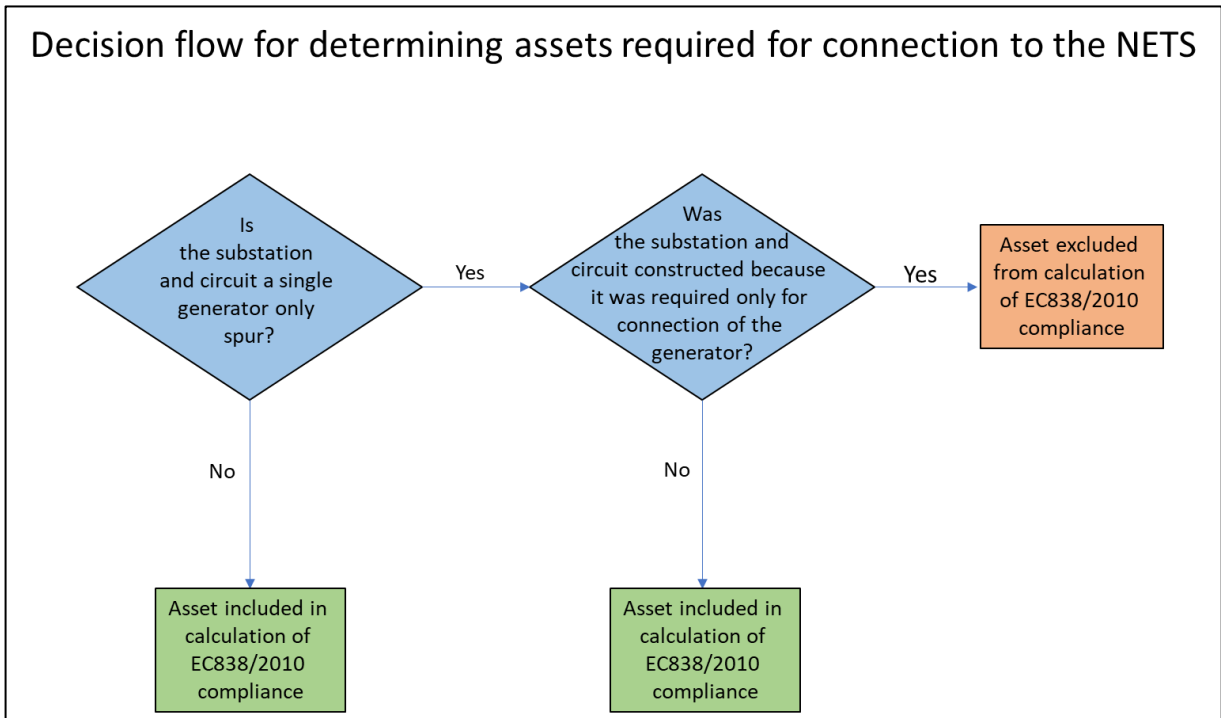 Decision flow for determining assets required for connection to the NETS
Is
the substation
and circuit a single
generator only
spur?
Yes
Was
the substation and
circuit constructed because
it was required only for
connection of the
generator?
Yes
Asset excluded
from calculation
of EC838/2010
compliance
No
No
Asset included in
calculation of
EC838/2010
compliance
Asset included in
calculation of
EC838/2010
compliance